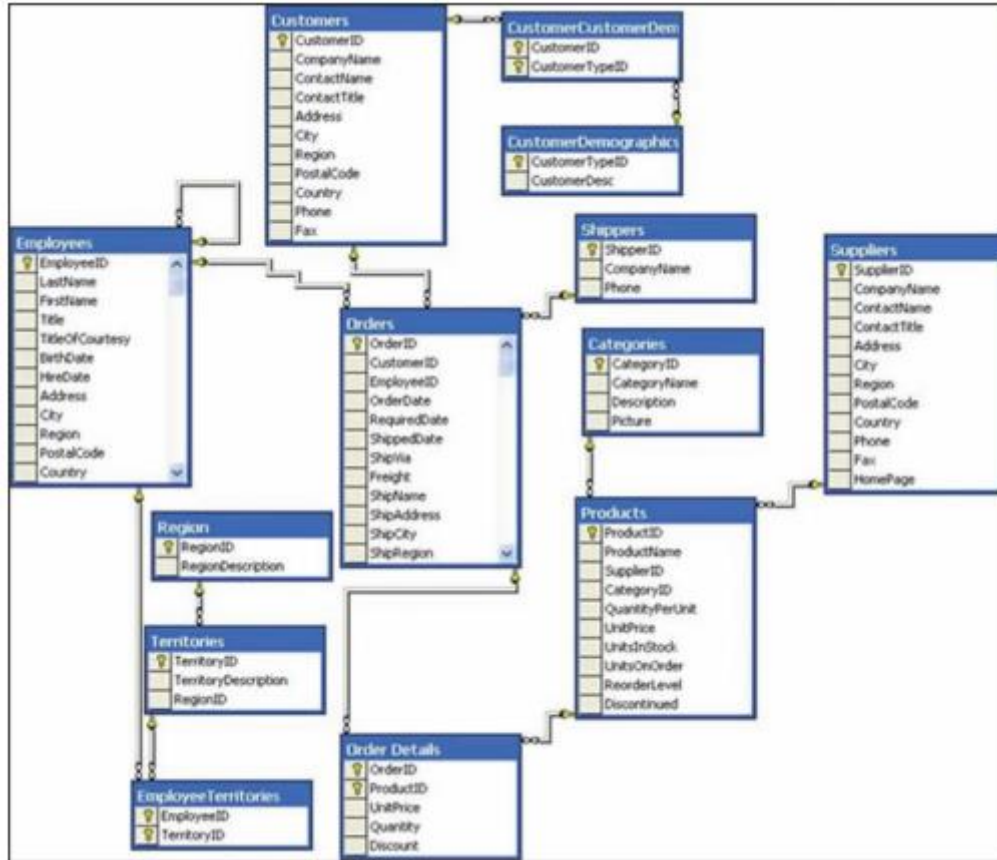 Customers
CustomerID
CompanyName
ContactName
ContactTitle
Address
City
Region
PostalCode
Country
Phone
Fax
CustomerCustomerDem
CustomerID
CustomerTypeID
CustomerDemographics
CustomerTypeID
CustomerDesc
Employees
EmployeeID
LastName
FirstName
Title
TitleOfCourtesy
BirthDate
HireDate
Address
City
Region
PostalCode
Country
Orders
OrderID
CustomerID
EmployeeID
OrderDate
RequiredDate
ShippedDate
ShipVia
Freight
ShipName
ShipAddress
ShipCity
ShipRegion
Shippers
ShipperID
CompanyName
Phone
Suppliers
SupplierID
CompanyName
ContactName
ContactTitle
Address
City
Region
PostalCode
Country
Phone
Fax
HomePage
Categories
CategoryID
CategoryName
Description
Picture
Products
ProductID
ProductName
SupplierID
CategoryID
QuantityPerUnit
UnitPrice
UnitsInStock
UnitsOnOrder
ReorderLevel
Discontinued
Region
RegionID
RegionDescription
Territories
TerritoryID
TerritoryDescription
RegionID
EmployeeTerritories
EmployeeID
TerritoryID
Order Details
OrderID
ProductID
UnitPrice
Quantity
Discount